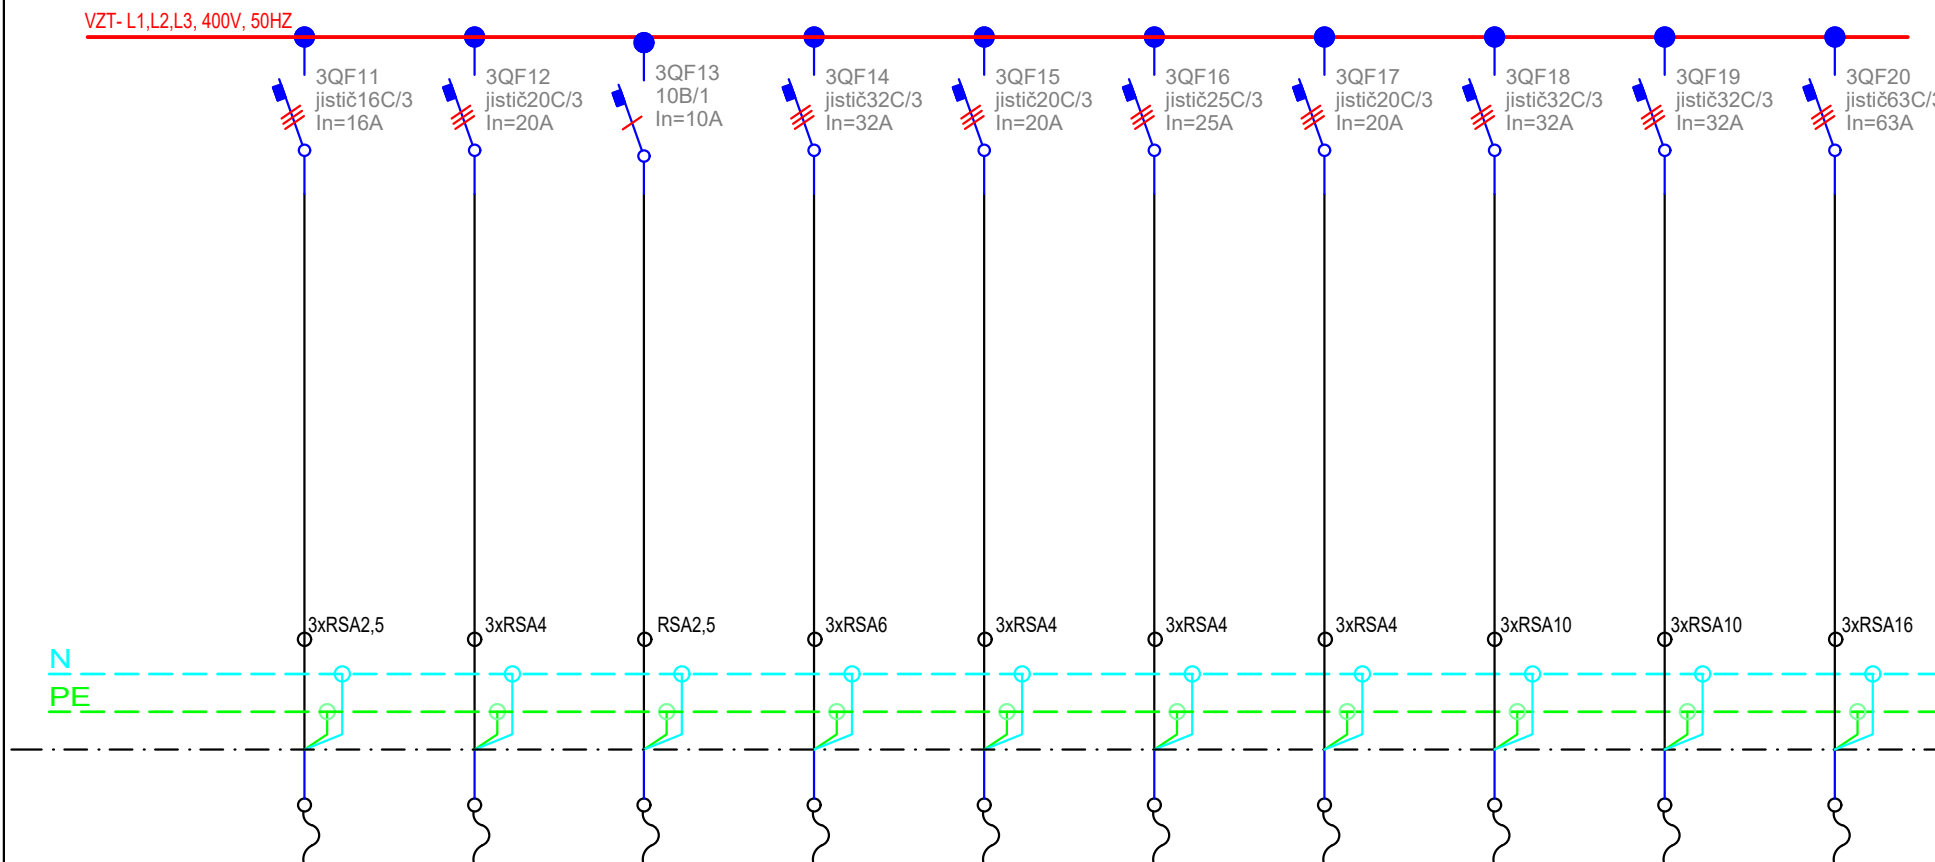 VZT- L1,L2,L3, 400V, 50HZ
3QF11
jistič16C/3
In=16A
3QF12
jistič20C/3
In=20A
3QF13
10B/1
In=10A
3QF14
jistič32C/3
In=32A
3QF15
jistič20C/3
In=20A
3QF16
jistič25C/3
In=25A
3QF17
jistič20C/3
In=20A
3QF18
jistič32C/3
In=32A
3QF19
jistič32C/3
In=32A
3QF20
jistič63C/3
In=63A
3xRSA2,5
3xRSA4
RSA2,5
3xRSA6
3xRSA4
3xRSA4
3xRSA4
3xRSA10
3xRSA10
3xRSA16
N
PE